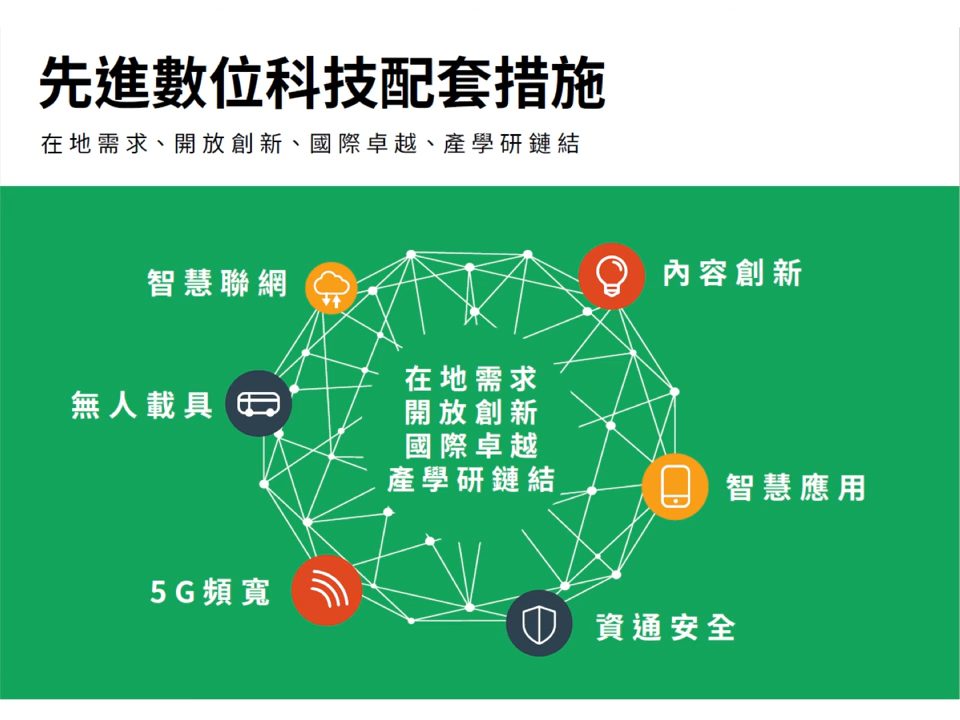 先進數位科技配套措施
在地需求、開放創新、國際卓越、產學研鏈結
智慧聯網
內容創新
無人載具
在地需求
開放創新
國際卓越
產學研鏈結
智慧應用
5G頻寬
資通安全